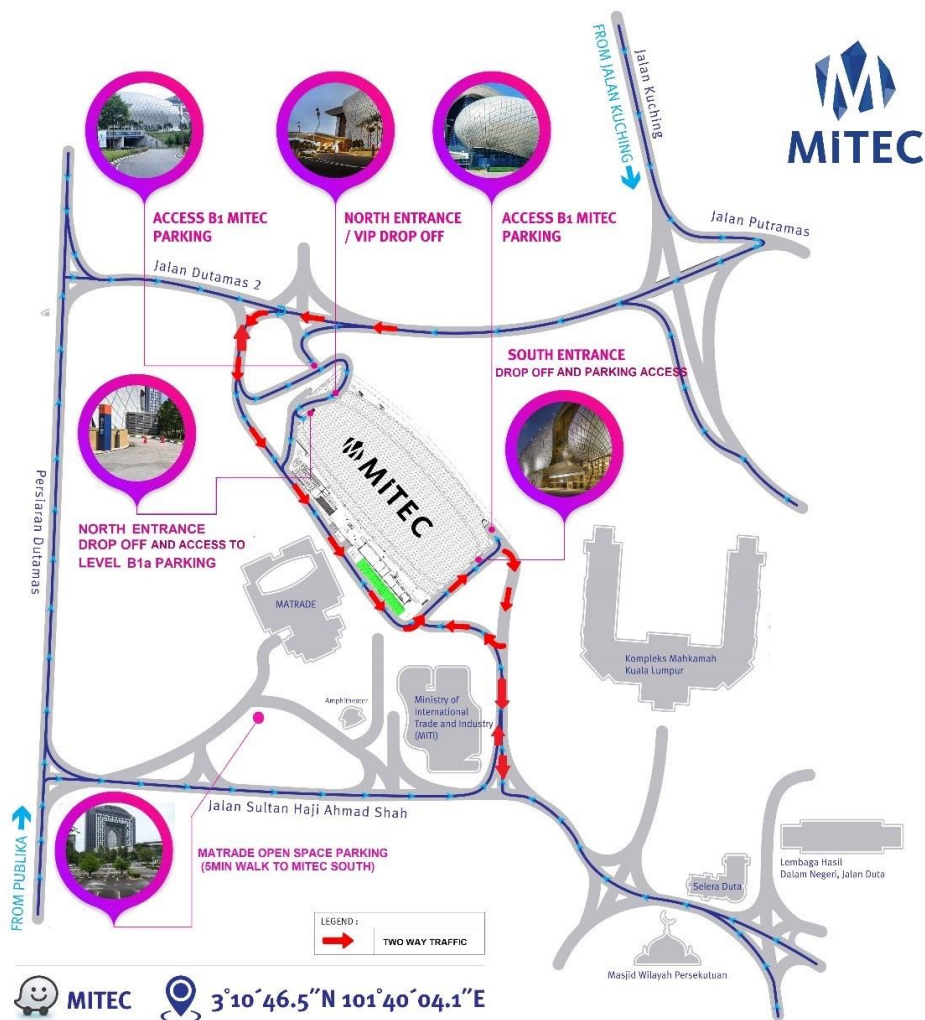 MiTEC
FROM JALAN KUCHING
Jalan Kuching
Jalan Putramas
ACCESS B1 MITEC
PARKING
NORTH ENTRANCE
/ VIP DROP OFF
ACCESS B1 MITEC
PARKING
Jalan Dutamas 2
SOUTH ENTRANCE
DROP OFF AND PARKING ACCESS
MiTEC
Persiaran Dutamas
NORTH ENTRANCE
DROP OFF AND ACCESS TO
LEVEL B1a PARKING
MATRADE
Kompleks Mahkamah
Kuala Lumpur
Amphitheater
Ministry of
International
Trade and Industry
(MITI)
Jalan Sultan Haji Ahmad Shah
FROM PUBLIKA
MATRADE OPEN SPACE PARKING
(5MIN WALK TO MITEC SOUTH)
Lembaga Hasil
Dalam Negeri, Jalan Duta
Selera Duta
Masjid Wilayah Persekutuan
LEGEND :
TWO WAY TRAFFIC
MITEC
3°10´46.5″N 101°40´04.1″E